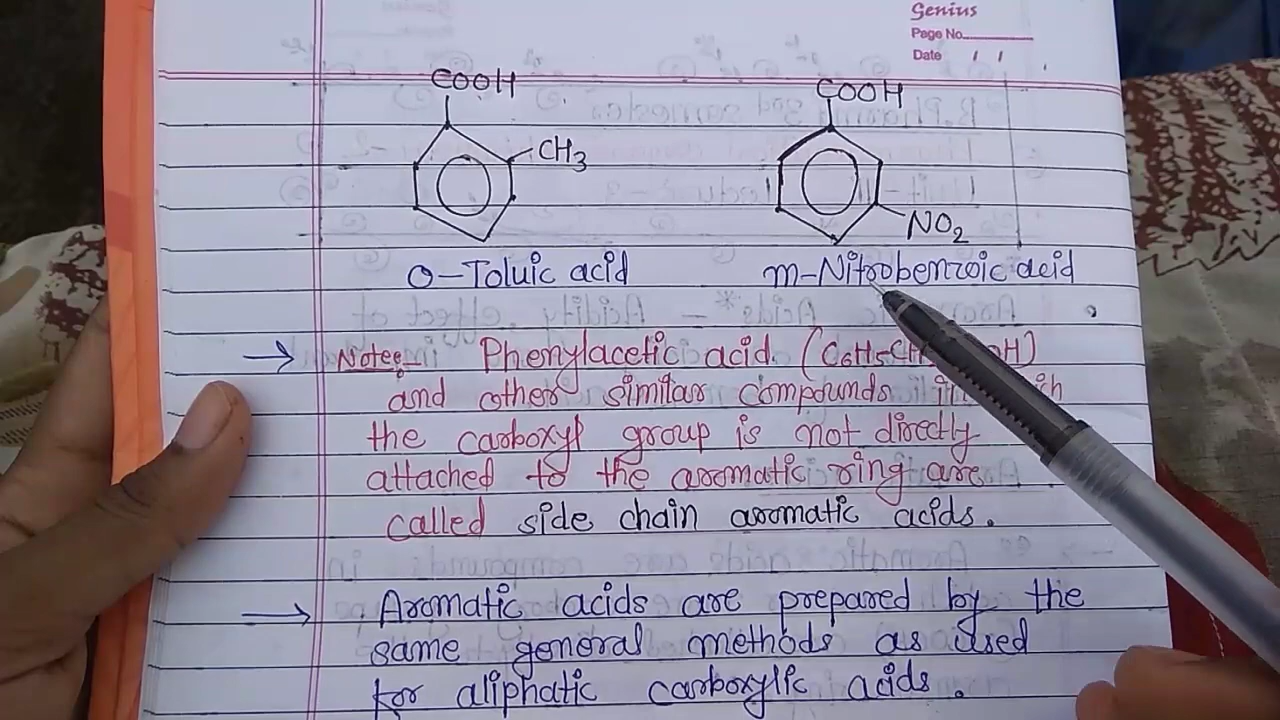 Genius
Page No.
Date / /
COOH
COOH
CH3
NO2
O-Toluic acid
m-Nitrobenzoic acid
→ Note:- Phenylacetic acid (C6H5CH
and other similar compounds
the carboxyl group is not directly
attached to the aromatic ring are
called side chain aromatic acids.
→ Aromatic acids are prepared by the
same general methods as used
for aliphatic carboxylic acids.